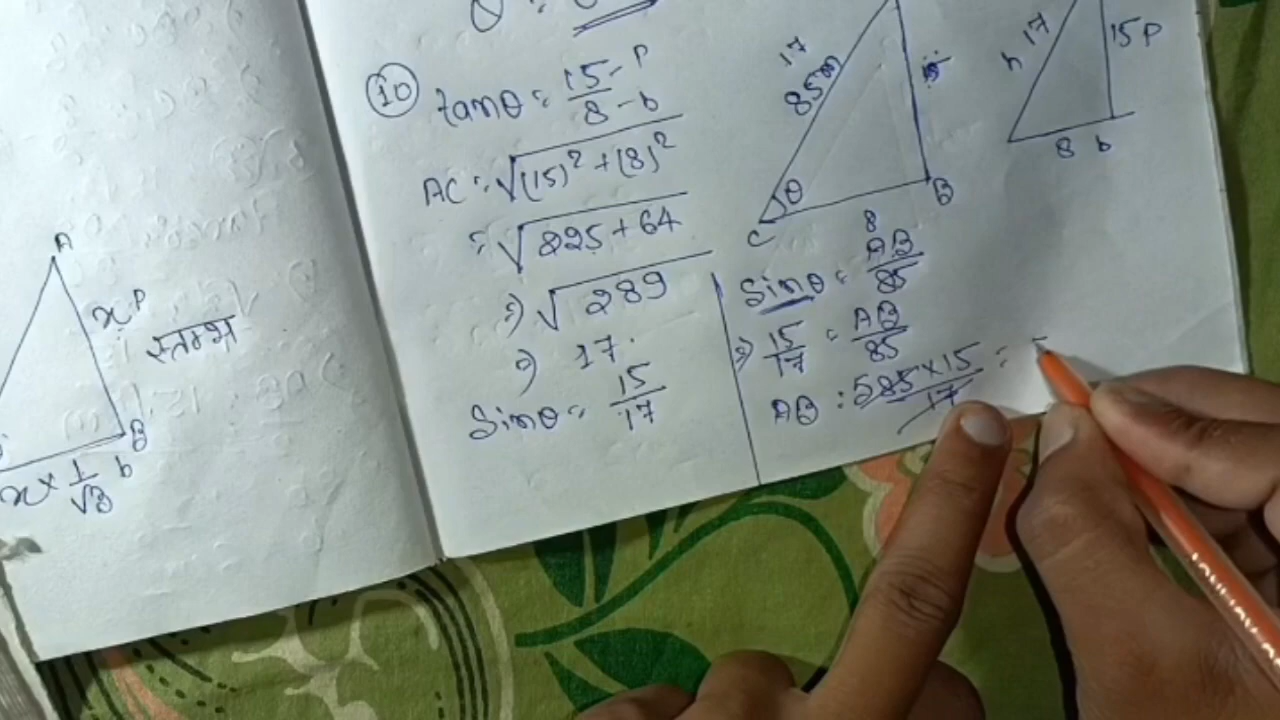 10 tanθ = 15-P / 8-b
AC = √(15)² + (8)²
= √225+64
=) √289
=) 17.
Sinθ = 15/17
A
x P
स्तम्भ
B
x × 1/√3 b
17
85m
θ
C
8
B
h 17
15 P
8 b
Sinθ = AB/85
=) 15/17 = AB/85
AB = 585×15/17 =